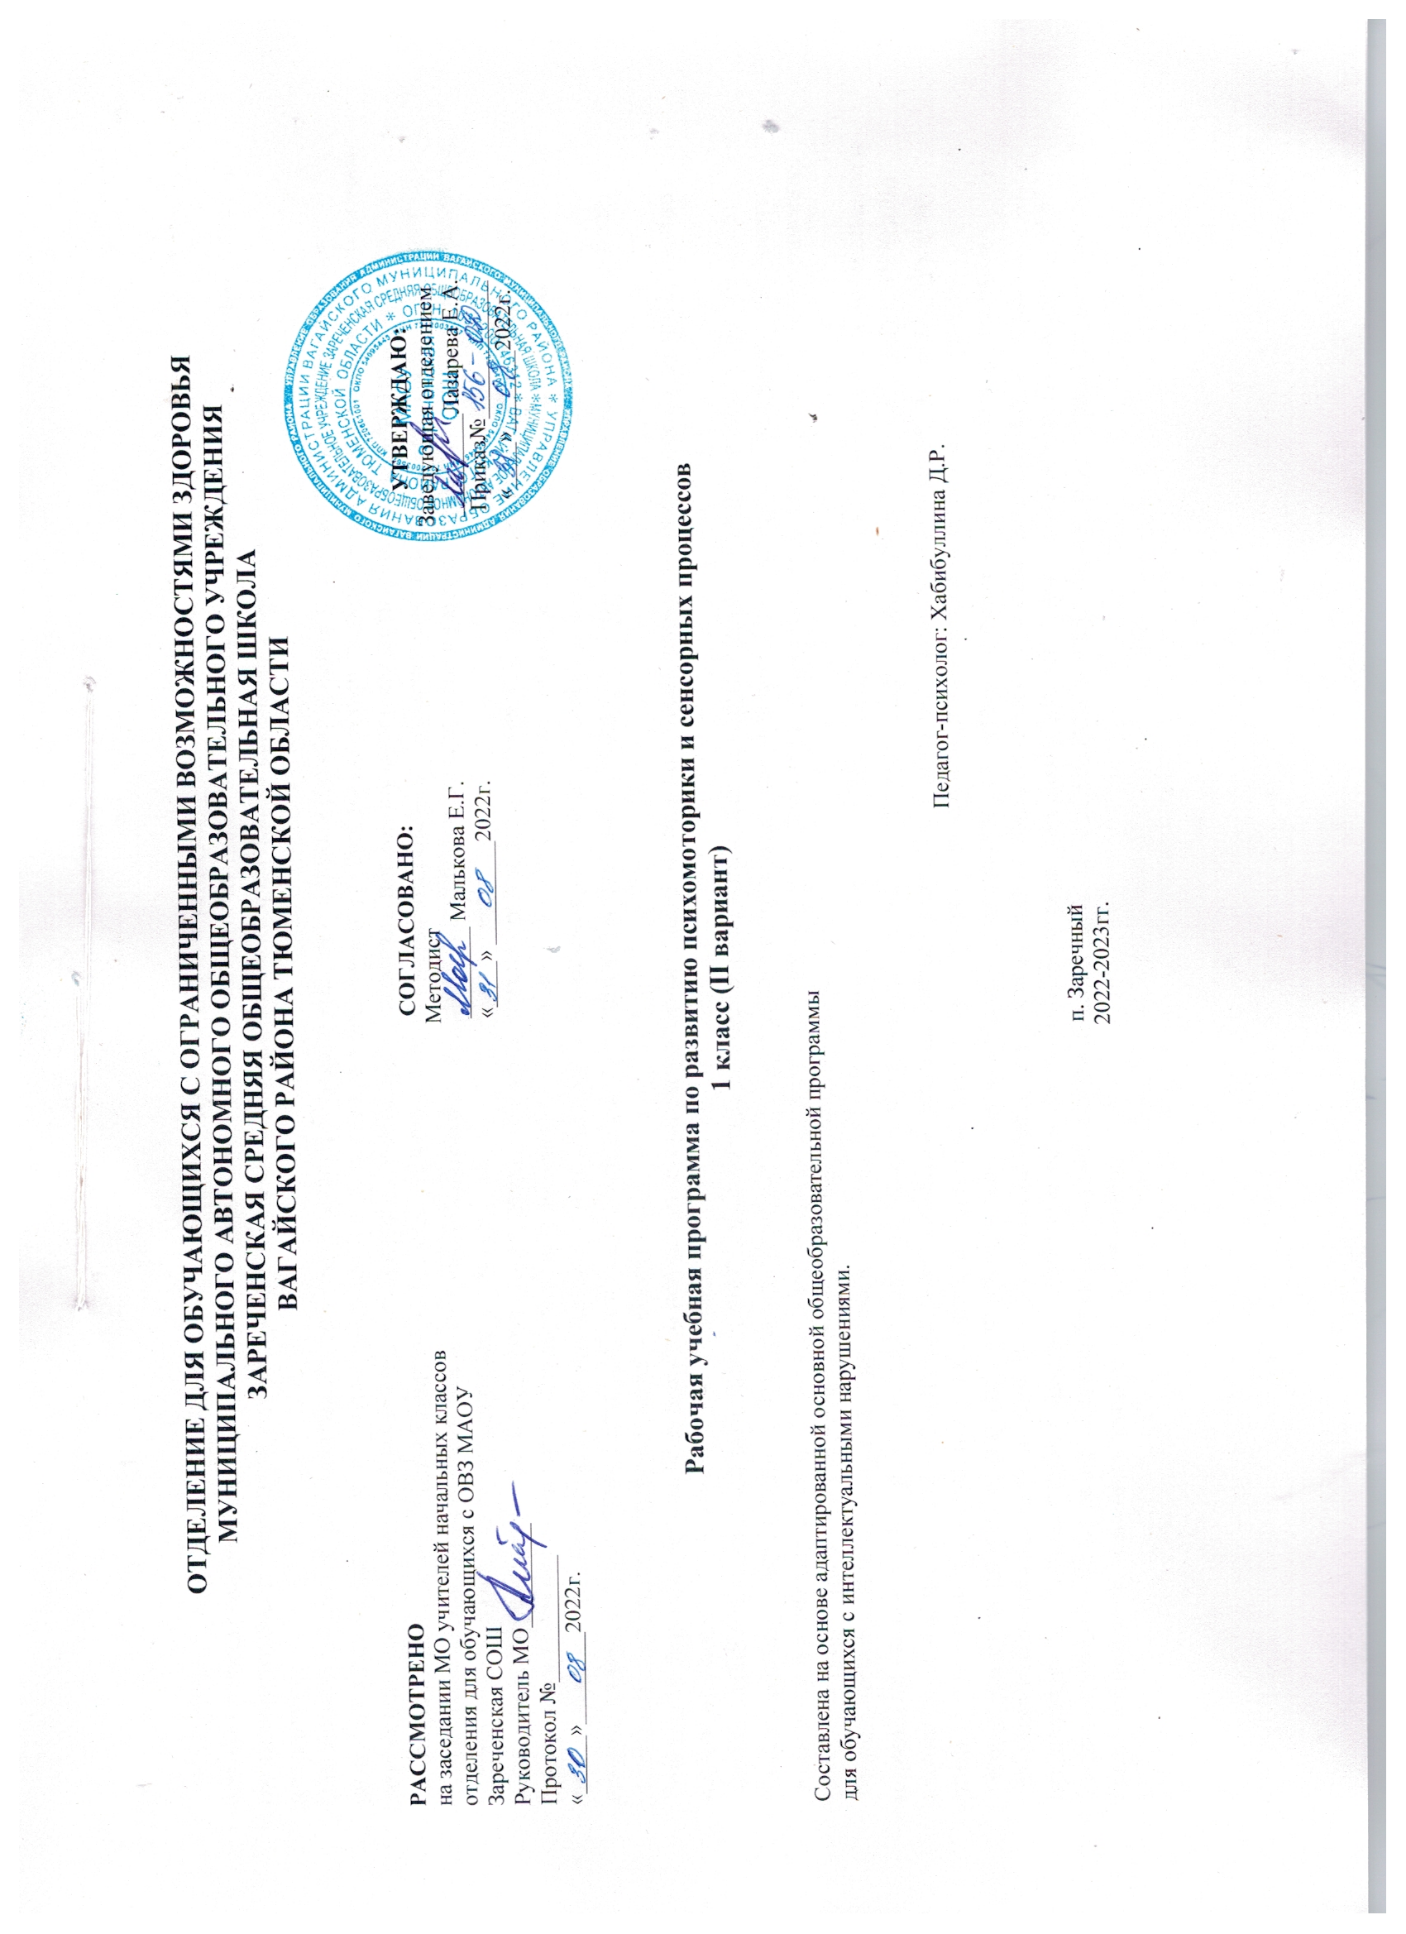 ОТДЕЛЕНИЕ ДЛЯ ОБУЧАЮЩИХСЯ С ОГРАНИЧЕННЫМИ ВОЗМОЖНОСТЯМИ ЗДОРОВЬЯ
МУНИЦИПАЛЬНОГО АВТОНОМНОГО ОБЩЕОБРАЗОВАТЕЛЬНОГО УЧРЕЖДЕНИЯ
ЗАРЕЧЕНСКАЯ СРЕДНЯЯ ОБЩЕОБРАЗОВАТЕЛЬНАЯ ШКОЛА
ВАГАЙСКОГО РАЙОНА ТЮМЕНСКОЙ ОБЛАСТИ
РАССМОТРЕНО
на заседании МО учителей начальных классов
отделения для обучающихся с ОВЗ МАОУ
Зареченская СОШ
Руководитель МО
Протокол №
«30» 08 2022г.
СОГЛАСОВАНО:
Методист
Малькова Е.Г.
«31» 08 2022г.
УТВЕРЖДАЮ:
Заведующая отделением
Лазарева Е.А.
Приказ№ 156-
» 08 2022г.
Рабочая учебная программа по развитию психомоторики и сенсорных процессов
1 класс (II вариант)
Составлена на основе адаптированной основной общеобразовательной программы
для обучающихся с интеллектуальными нарушениями.
Педагог-психолог: Хабибуллина Д.Р.
п. Заречный
2022-2023гг.